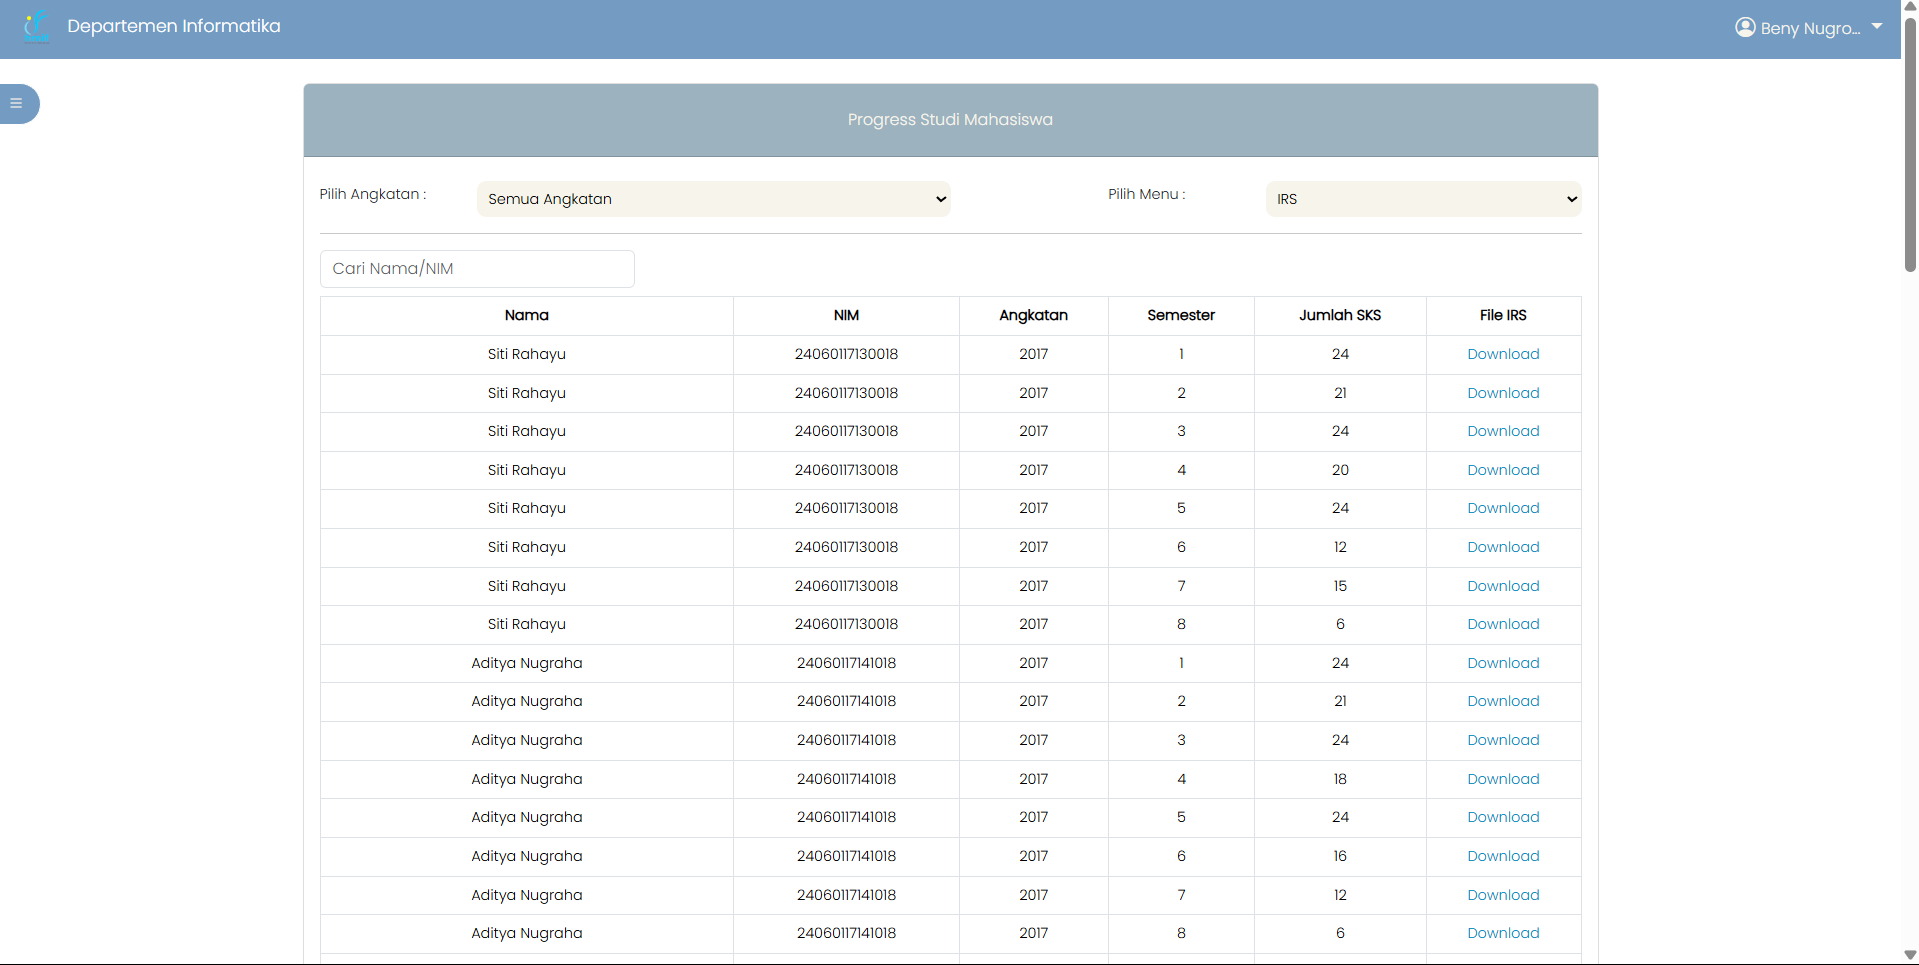 Departemen Informatika
Beny Nugro...
Progress Studi Mahasiswa
Pilih Angkatan : Semua Angkatan Pilih Menu : IRS
Cari Nama/NIM
Nama NIM Angkatan Semester Jumlah SKS File IRS
Siti Rahayu 24060117130018 2017 1 24 Download
Siti Rahayu 24060117130018 2017 2 21 Download
Siti Rahayu 24060117130018 2017 3 24 Download
Siti Rahayu 24060117130018 2017 4 20 Download
Siti Rahayu 24060117130018 2017 5 24 Download
Siti Rahayu 24060117130018 2017 6 12 Download
Siti Rahayu 24060117130018 2017 7 15 Download
Siti Rahayu 24060117130018 2017 8 6 Download
Aditya Nugraha 24060117141018 2017 1 24 Download
Aditya Nugraha 24060117141018 2017 2 21 Download
Aditya Nugraha 24060117141018 2017 3 24 Download
Aditya Nugraha 24060117141018 2017 4 18 Download
Aditya Nugraha 24060117141018 2017 5 24 Download
Aditya Nugraha 24060117141018 2017 6 16 Download
Aditya Nugraha 24060117141018 2017 7 12 Download
Aditya Nugraha 24060117141018 2017 8 6 Download